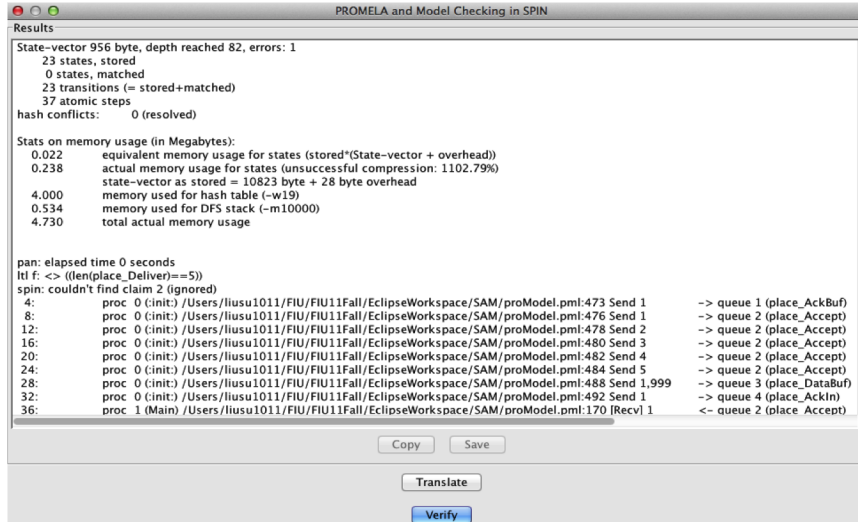 PROMELA and Model Checking in SPIN
Results
State-vector 956 byte, depth reached 82, errors: 1
23 states, stored
0 states, matched
23 transitions (= stored+matched)
37 atomic steps
hash conflicts: 0 (resolved)
Stats on memory usage (in Megabytes):
0.022 equivalent memory usage for states (stored*(State-vector + overhead))
0.238 actual memory usage for states (unsuccessful compression: 1102.79%)
state-vector as stored = 10823 byte + 28 byte overhead
4.000 memory used for hash table (-w19)
0.534 memory used for DFS stack (-m10000)
4.730 total actual memory usage
pan: elapsed time 0 seconds
ltl f: <> ((len(place_Deliver)==5))
spin: couldn't find claim 2 (ignored)
4: proc 0 (:init:) /Users/liusu1011/FIU/FIU11Fall/EclipseWorkspace/SAM/proModel.pml:473 Send 1 -> queue 1 (place_AckBuf)
8: proc 0 (:init:) /Users/liusu1011/FIU/FIU11Fall/EclipseWorkspace/SAM/proModel.pml:476 Send 1 -> queue 2 (place_Accept)
12: proc 0 (:init:) /Users/liusu1011/FIU/FIU11Fall/EclipseWorkspace/SAM/proModel.pml:478 Send 2 -> queue 2 (place_Accept)
16: proc 0 (:init:) /Users/liusu1011/FIU/FIU11Fall/EclipseWorkspace/SAM/proModel.pml:480 Send 3 -> queue 2 (place_Accept)
20: proc 0 (:init:) /Users/liusu1011/FIU/FIU11Fall/EclipseWorkspace/SAM/proModel.pml:482 Send 4 -> queue 2 (place_Accept)
24: proc 0 (:init:) /Users/liusu1011/FIU/FIU11Fall/EclipseWorkspace/SAM/proModel.pml:484 Send 5 -> queue 2 (place_Accept)
28: proc 0 (:init:) /Users/liusu1011/FIU/FIU11Fall/EclipseWorkspace/SAM/proModel.pml:488 Send 1,999 -> queue 3 (place_DataBuf)
32: proc 0 (:init:) /Users/liusu1011/FIU/FIU11Fall/EclipseWorkspace/SAM/proModel.pml:492 Send 1 -> queue 4 (place_AckIn)
36: proc 1 (Main) /Users/liusu1011/FIU/FIU11Fall/EclipseWorkspace/SAM/proModel.pml:170 [Recv] 1 <- queue 2 (place_Accept)
Copy Save
Translate
Verify